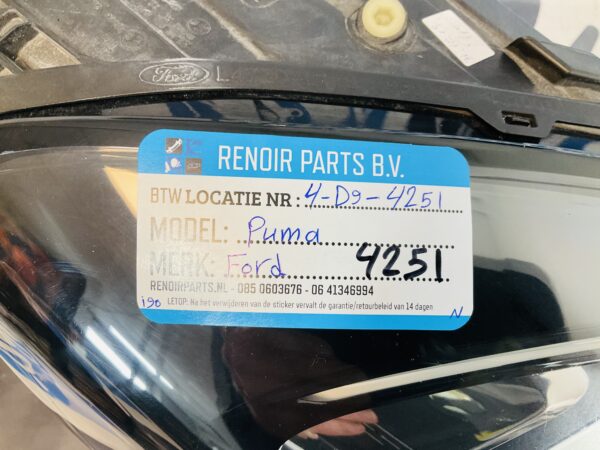 Ford
RENOIR PARTS B.V.
BTW LOCATIE NR : 4-D9-4251
MODEL: Puma
MERK: Ford 4251
RENOIRPARTS.NL - 085 0603676 - 06 41346994
190 LETOP: Na het verwijderen van de sticker vervalt de garantie/retourbeleid van 14 dagen
N